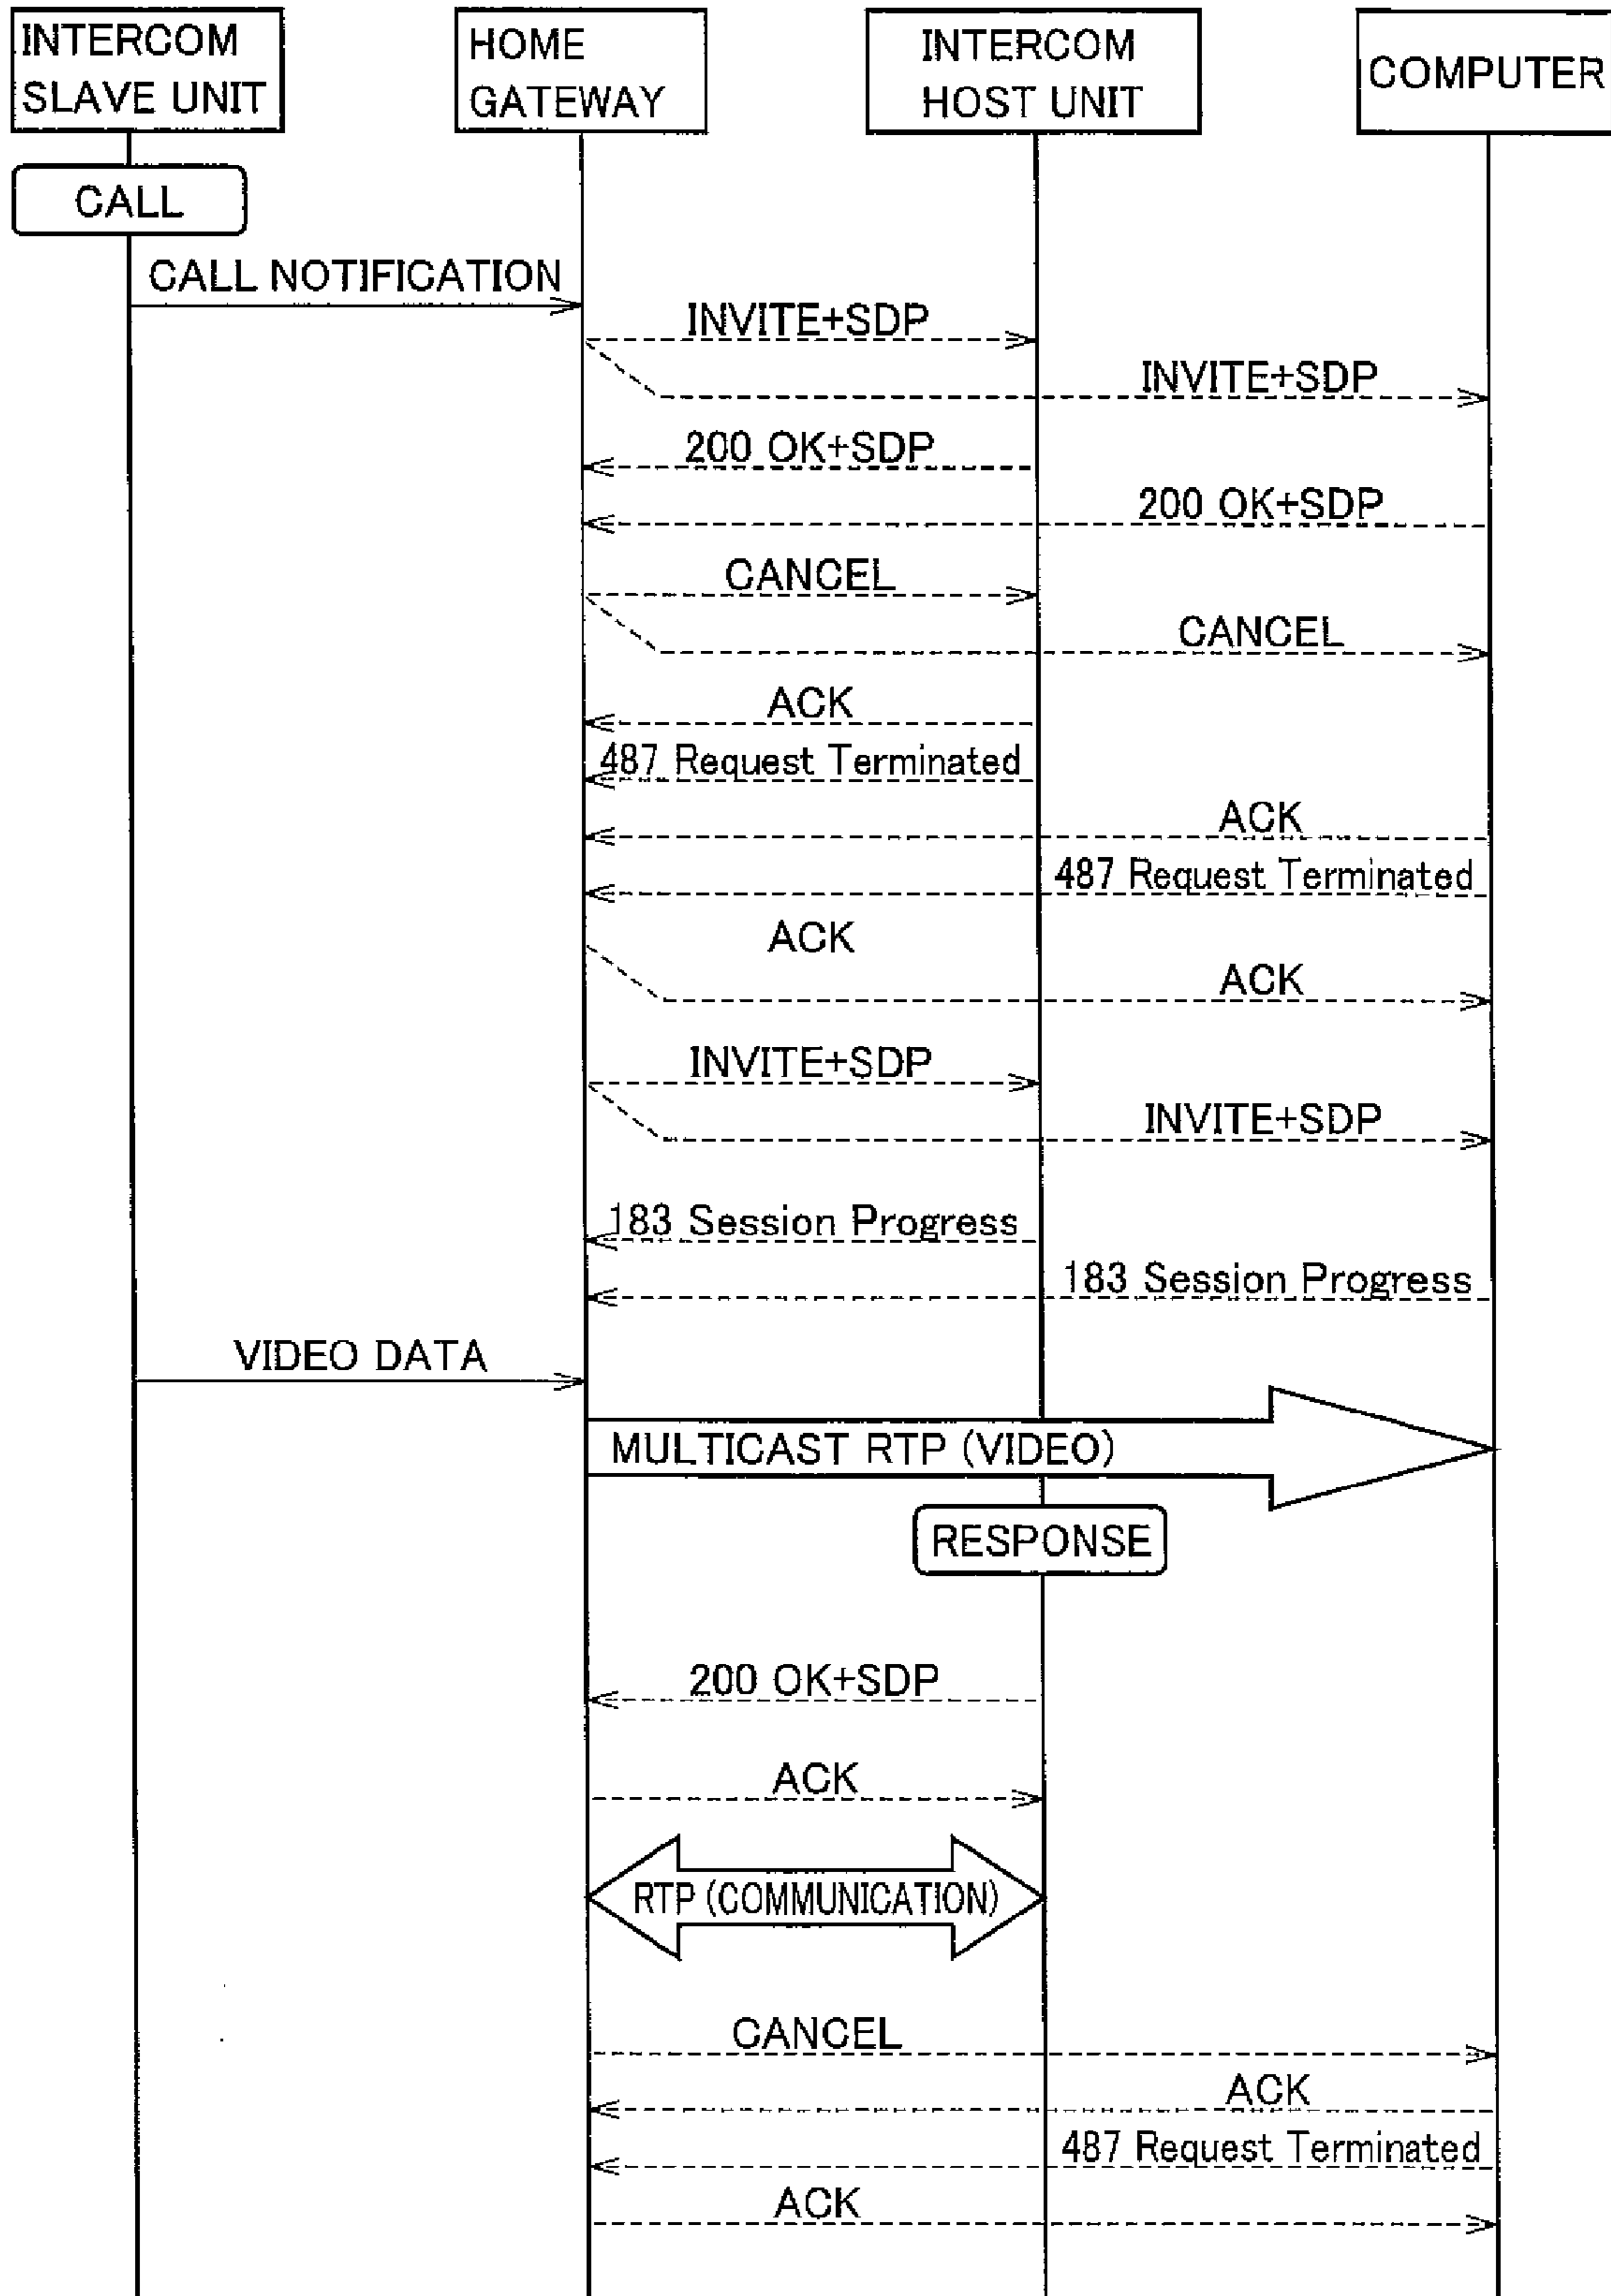 INTERCOM
SLAVE UNIT
HOME
GATEWAY
INTERCOM
HOST UNIT
COMPUTER
CALL
CALL NOTIFICATION
INVITE+SDP
INVITE+SDP
200 OK+SDP
200 OK+SDP
CANCEL
CANCEL
ACK
487 Request Terminated
ACK
487 Request Terminated
ACK
ACK
INVITE+SDP
INVITE+SDP
183 Session Progress
183 Session Progress
VIDEO DATA
MULTICAST RTP (VIDEO)
RESPONSE
200 OK+SDP
ACK
RTP (COMMUNICATION)
CANCEL
ACK
487 Request Terminated
ACK